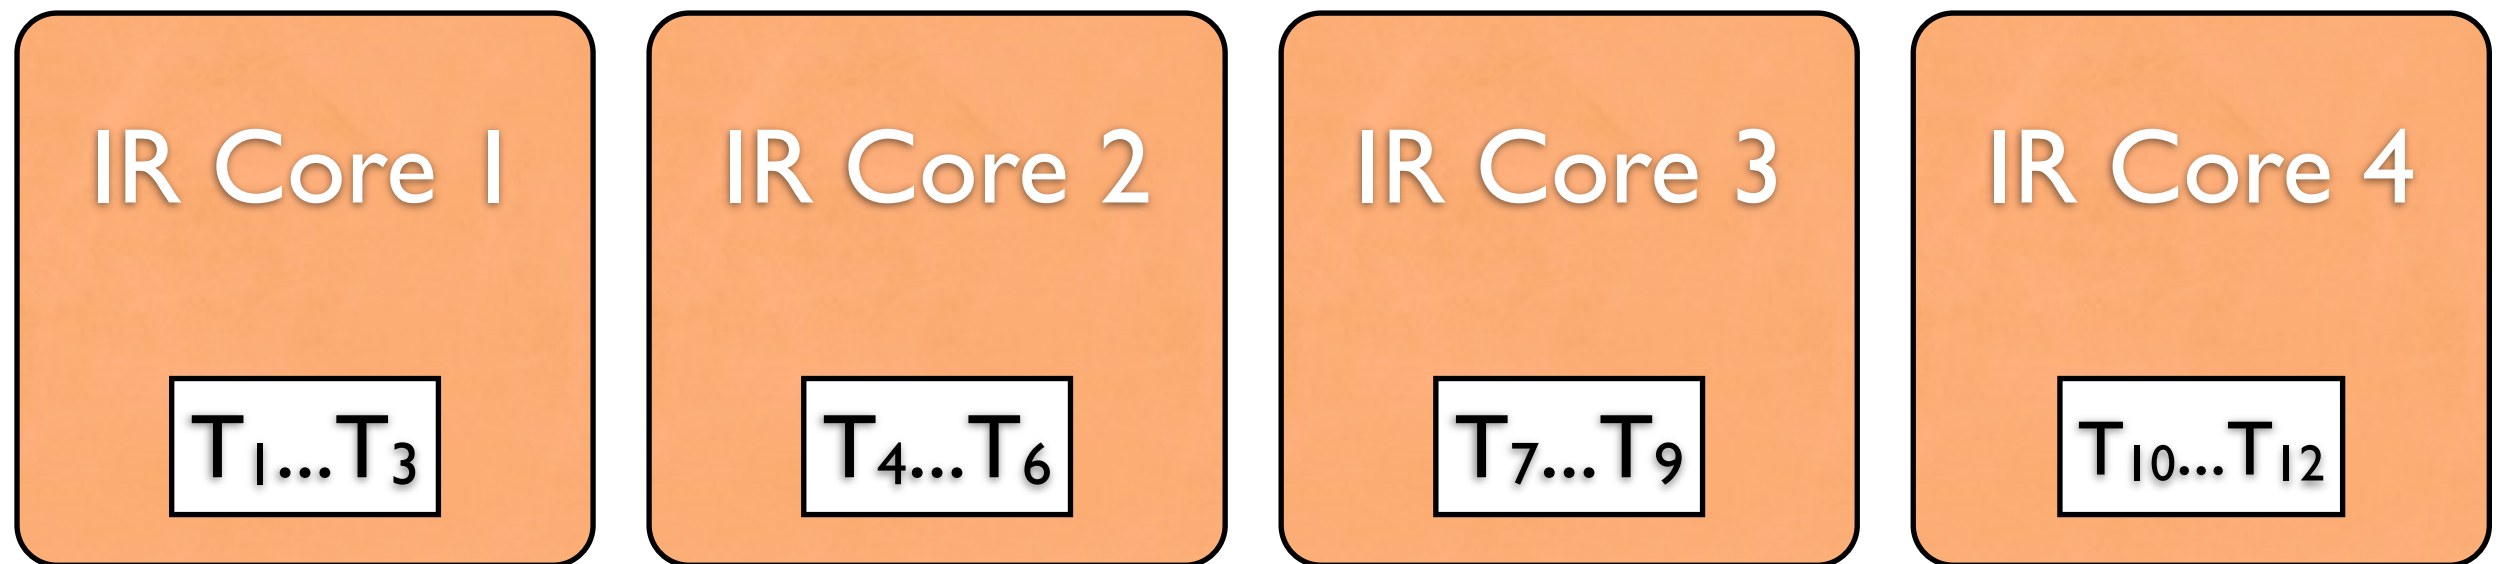 IR Core 1
IR Core 2
IR Core 3
IR Core 4
T1...T3
T4...T6
T7...T9
T10...T12